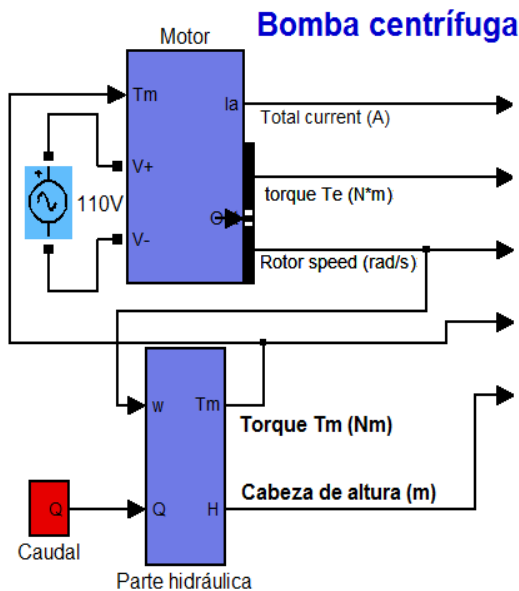 Bomba centrífuga
Motor
Tm
Ia
Total current (A)
V+
110V
torque Te (N*m)
V-
Rotor speed (rad/s)
w
Tm
Torque Tm (Nm)
Cabeza de altura (m)
Q
Q
H
Caudal
Parte hidráulica